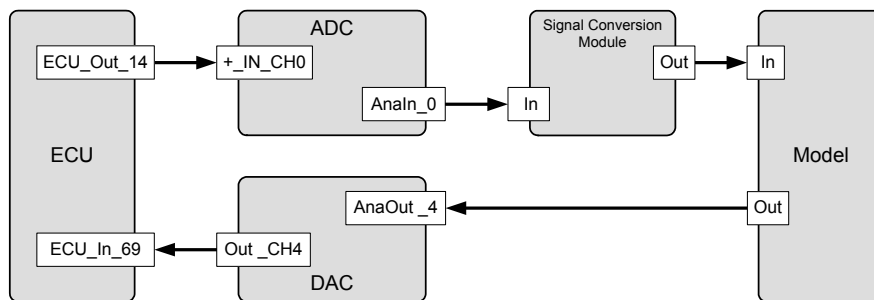 ADC
Signal Conversion
Module
ECU_Out_14
+_IN_CH0
Out
In
AnaIn_0
In
ECU
Model
AnaOut _4
Out
ECU_In_69
Out _CH4
DAC